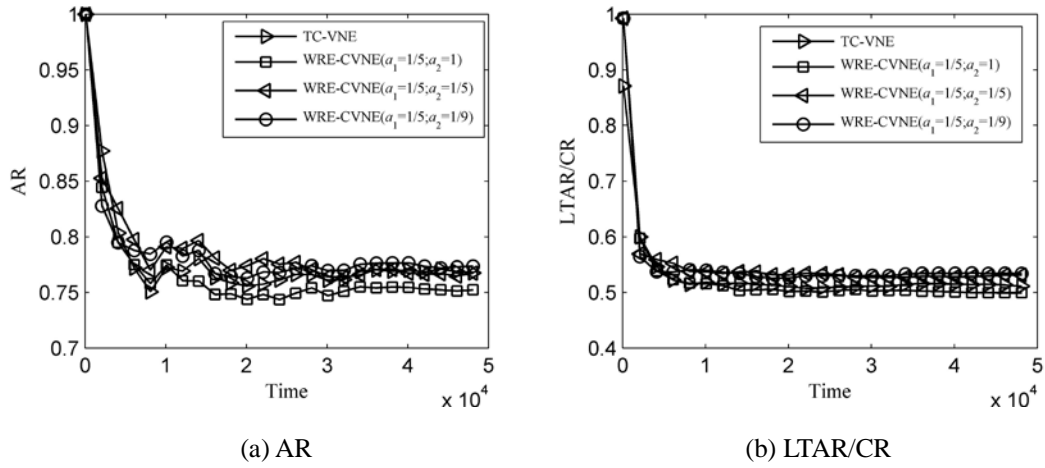 1
0.95
0.9
0.85
0.8
0.75
0.7
AR
TC-VNE
WRE-CVNE(a1=1/5;a2=1)
WRE-CVNE(a1=1/5;a2=1/5)
WRE-CVNE(a1=1/5;a2=1/9)
0 1 2 3 4 5
Time
x 10^4
(a) AR
1
0.9
0.8
0.7
0.6
0.5
0.4
LTAR/CR
TC-VNE
WRE-CVNE(a1=1/5;a2=1)
WRE-CVNE(a1=1/5;a2=1/5)
WRE-CVNE(a1=1/5;a2=1/9)
0 1 2 3 4 5
Time
x 10^4
(b) LTAR/CR